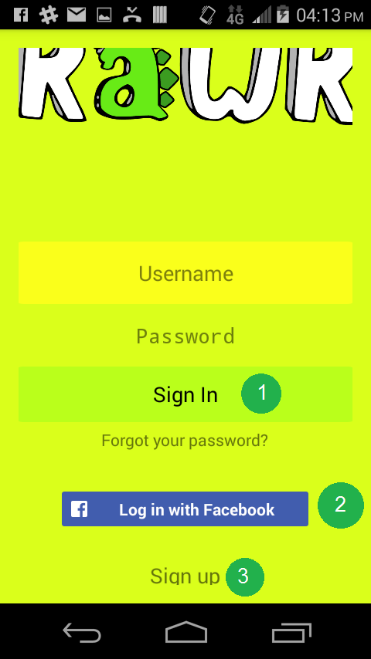 4G 04:13 PM
RaWR
Username
Password
Sign In 1
Forgot your password?
Log in with Facebook 2
Sign up 3